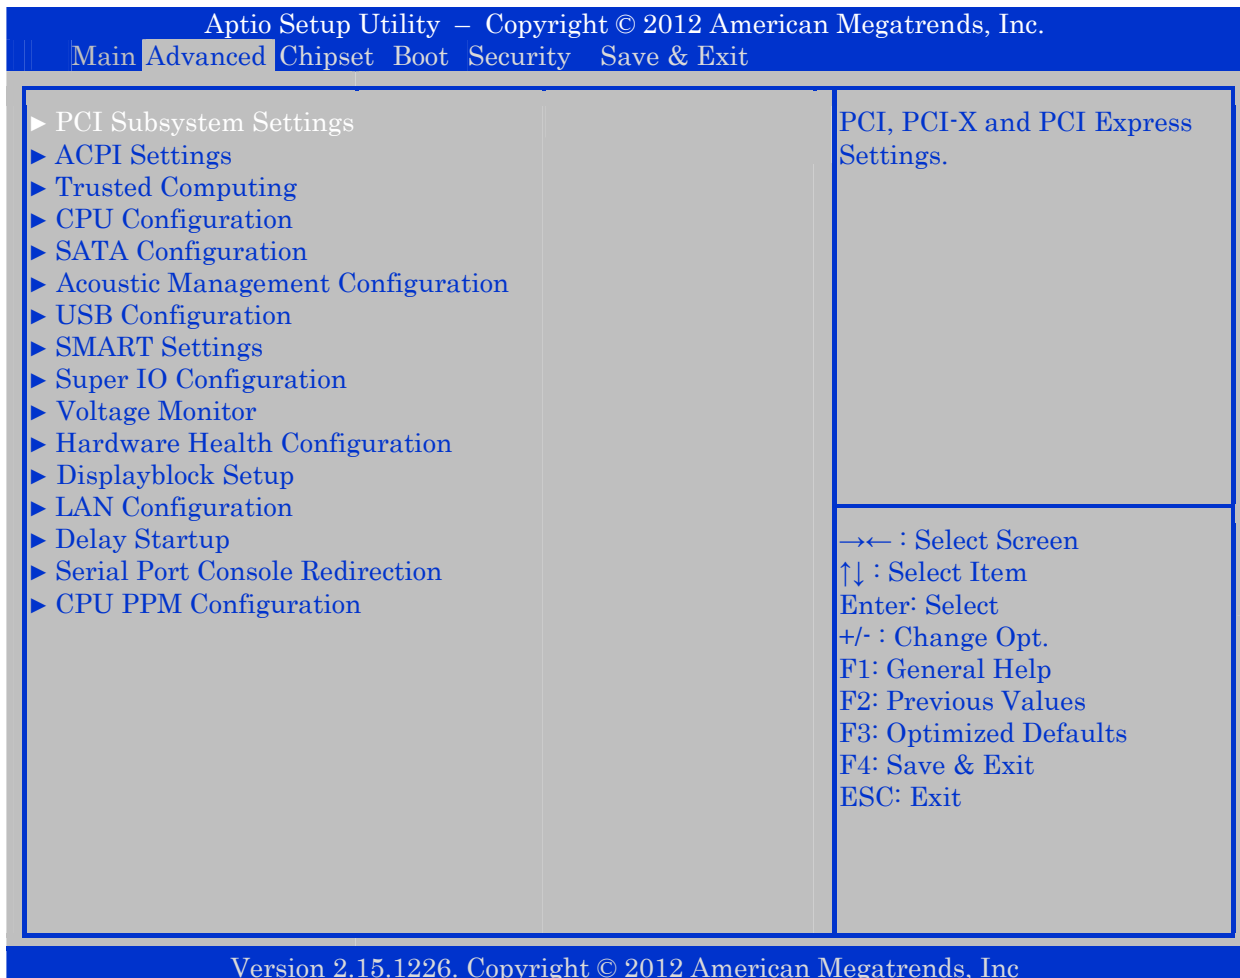 Aptio Setup Utility – Copyright © 2012 American Megatrends, Inc.
Main Advanced Chipset Boot Security Save & Exit
► PCI Subsystem Settings
► ACPI Settings
► Trusted Computing
► CPU Configuration
► SATA Configuration
► Acoustic Management Configuration
► USB Configuration
► SMART Settings
► Super IO Configuration
► Voltage Monitor
► Hardware Health Configuration
► Displayblock Setup
► LAN Configuration
► Delay Startup
► Serial Port Console Redirection
► CPU PPM Configuration
PCI, PCI-X and PCI Express
Settings.
→← : Select Screen
↑↓ : Select Item
Enter: Select
+/- : Change Opt.
F1: General Help
F2: Previous Values
F3: Optimized Defaults
F4: Save & Exit
ESC: Exit
Version 2.15.1226. Copyright © 2012 American Megatrends, Inc